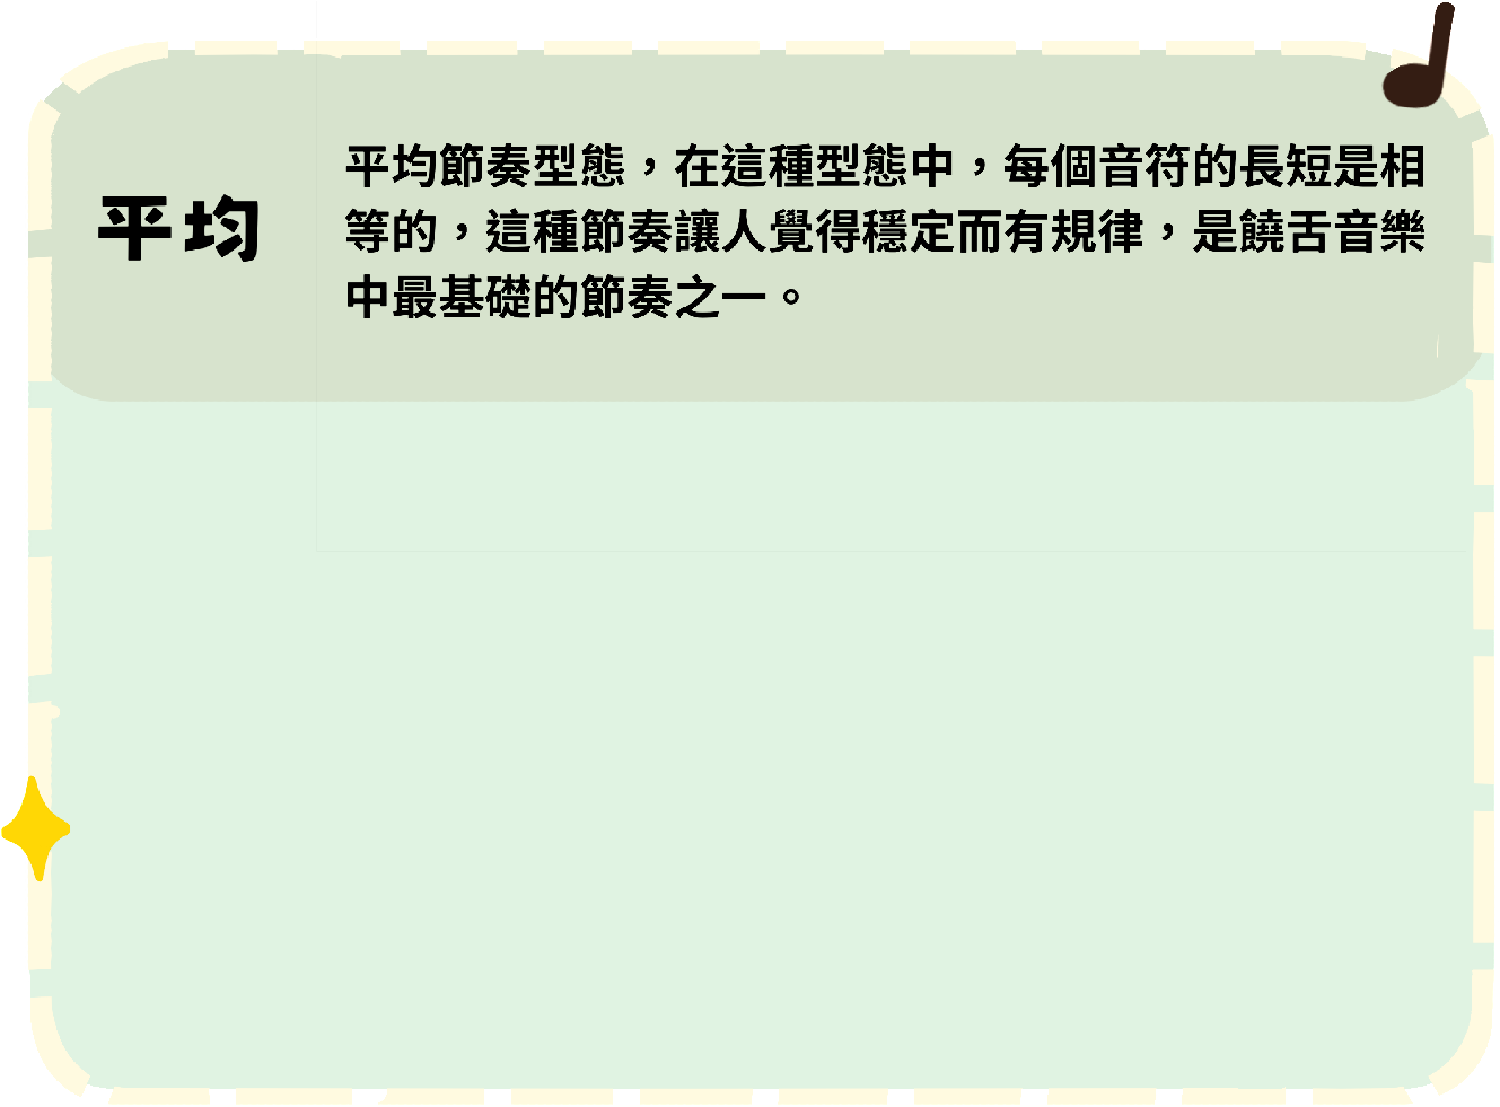 平均
平均節奏型態，在這種型態中，每個音符的長短是相
等的，這種節奏讓人覺得穩定而有規律，是饒舌音樂
中最基礎的節奏之一。